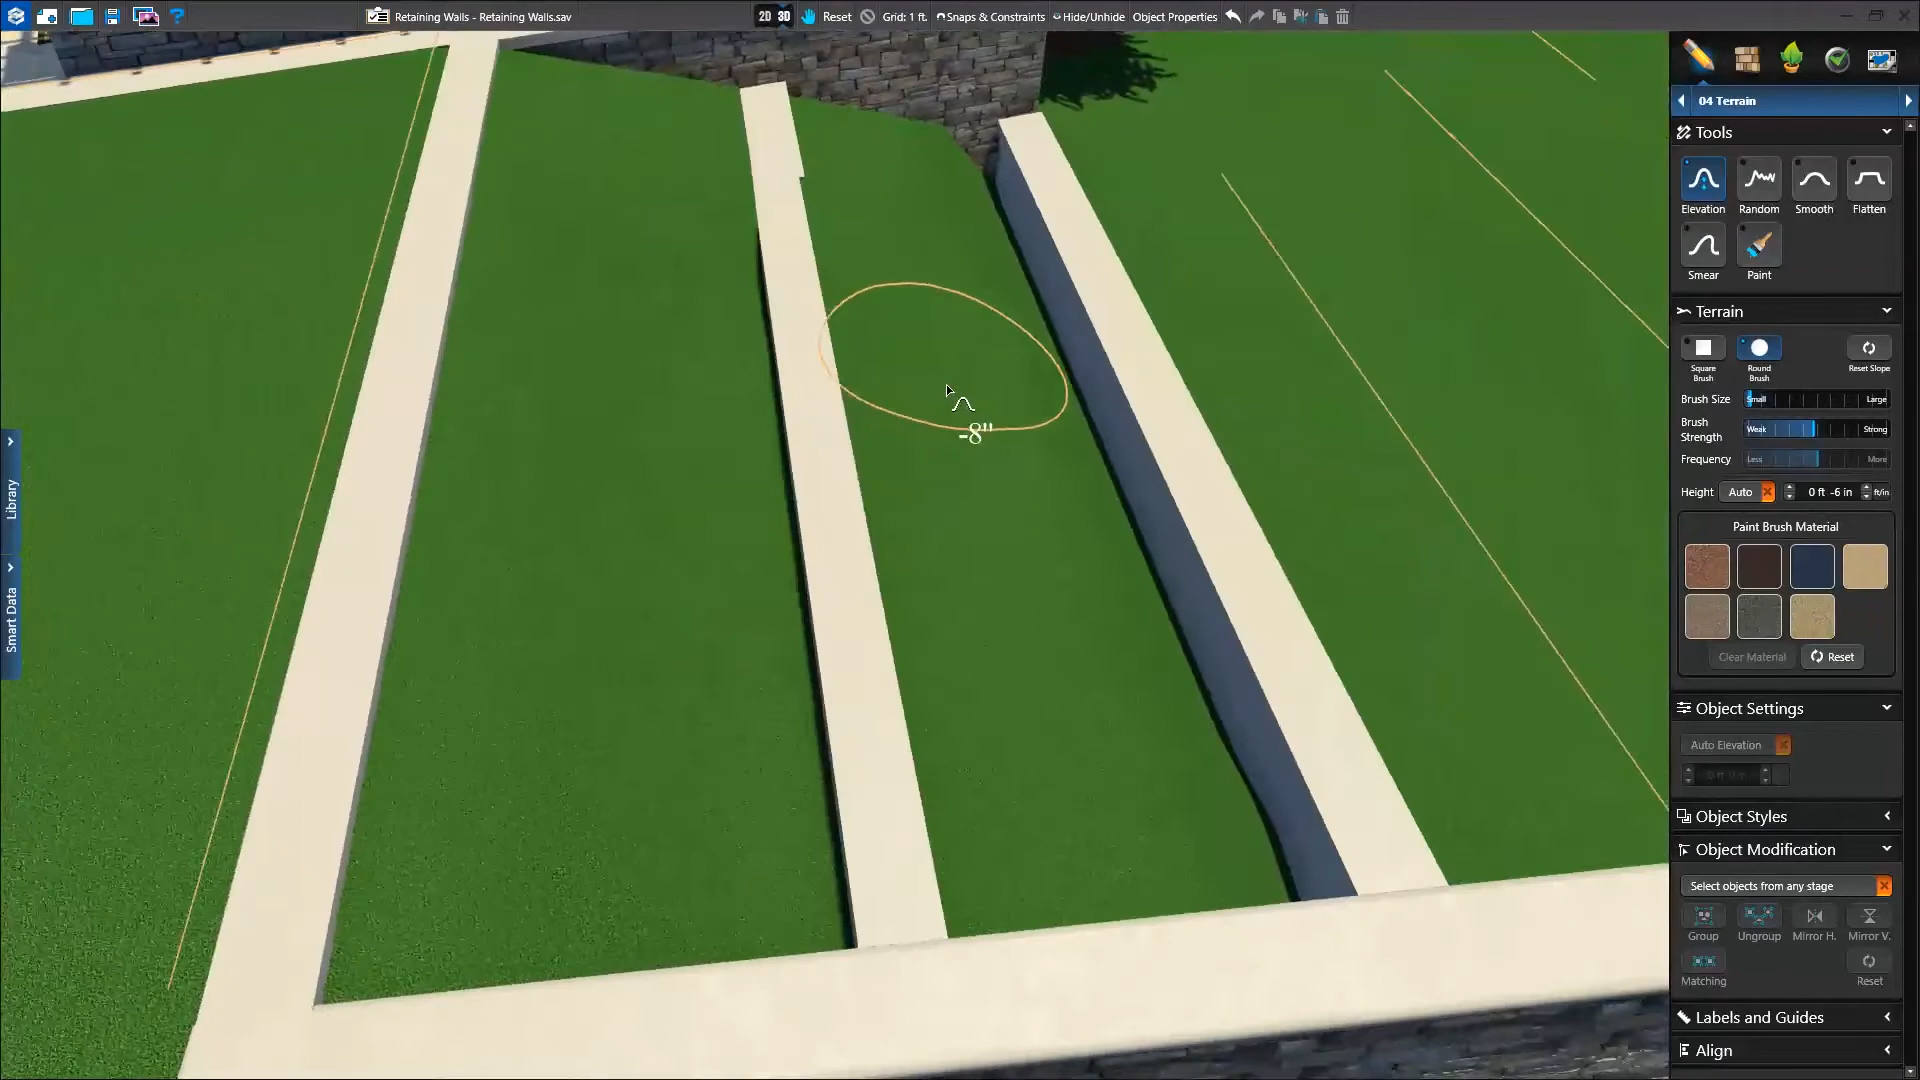 Retaining Walls - Retaining Walls.sav
2D 3D Reset Grid: 1 ft. Snaps & Constraints Hide/Unhide Object Properties
04 Terrain
Tools
Elevation Random Smooth Flatten
Smear Paint
Terrain
Square Brush
Round Brush
Reset Slope
Brush Size Small Large
Brush Strength Weak Strong
Frequency Less More
Height Auto 0 ft -6 in ft/in
Paint Brush Material
Clear Material Reset
Object Settings
Auto Elevation
Object Styles
Object Modification
Select objects from any stage
Group Ungroup Mirror H. Mirror V.
Matching Reset
Labels and Guides
Align
Library
Smart Data
-8"